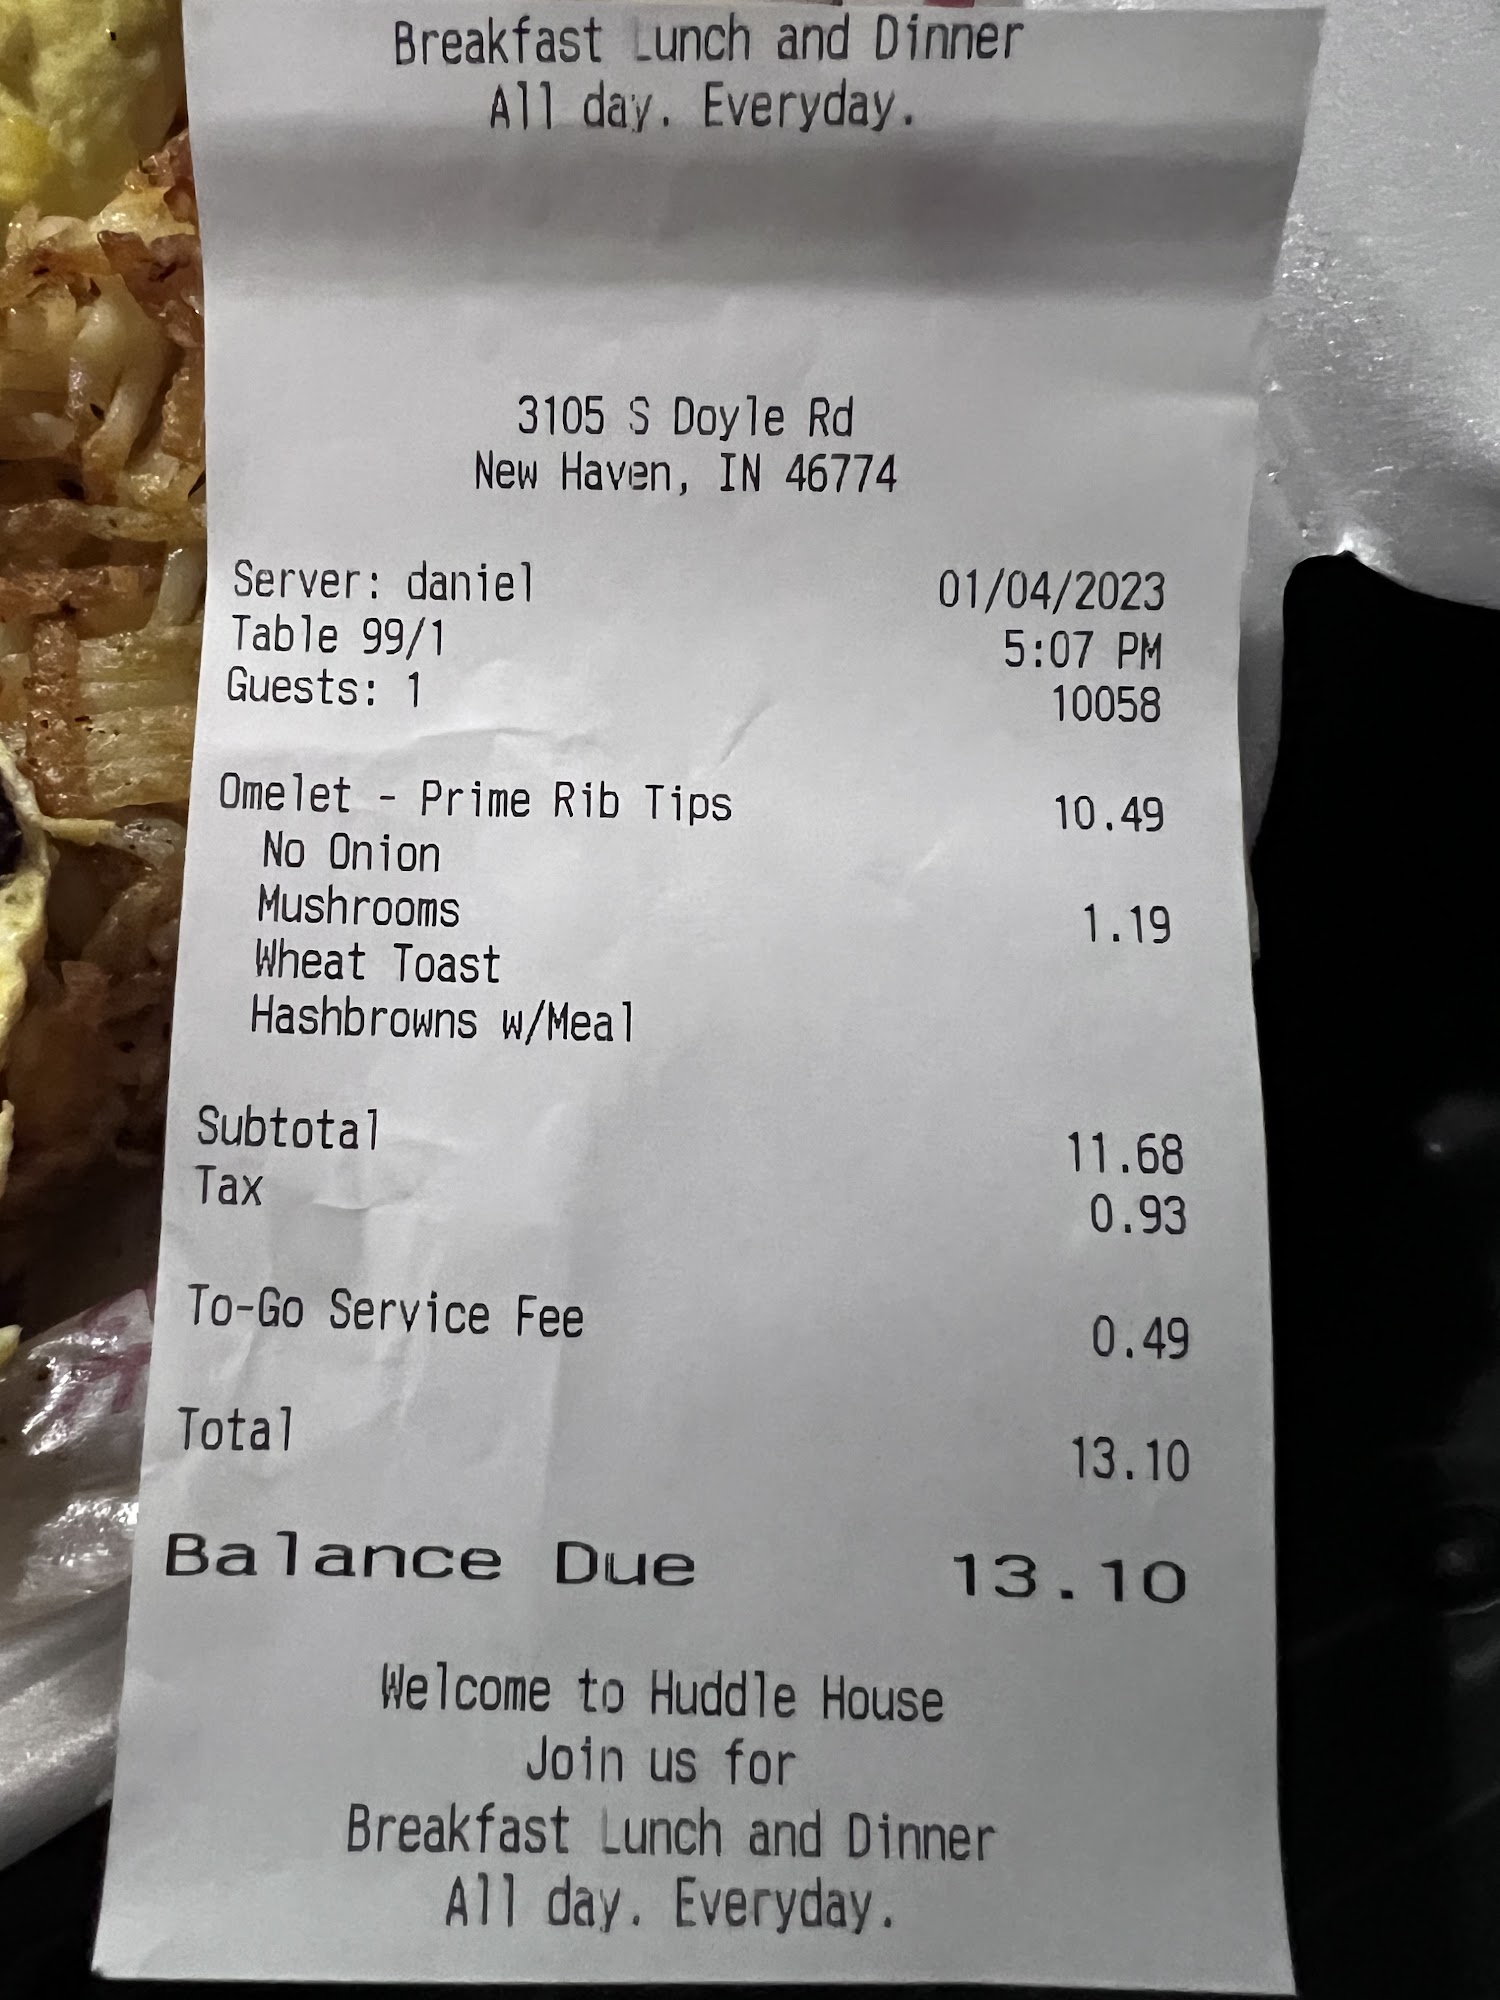 Breakfast Lunch and Dinner
All day. Everyday.
3105 S Doyle Rd
New Haven, IN 46774
Server: daniel 01/04/2023
Table 99/1 5:07 PM
Guests: 1 10058
Omelet - Prime Rib Tips 10.49
No Onion
Mushrooms 1.19
Wheat Toast
Hashbrowns w/Meal
Subtotal 11.68
Tax 0.93
To-Go Service Fee 0.49
Total 13.10
Balance Due 13.10
Welcome to Huddle House
Join us for
Breakfast Lunch and Dinner
All day. Everyday.